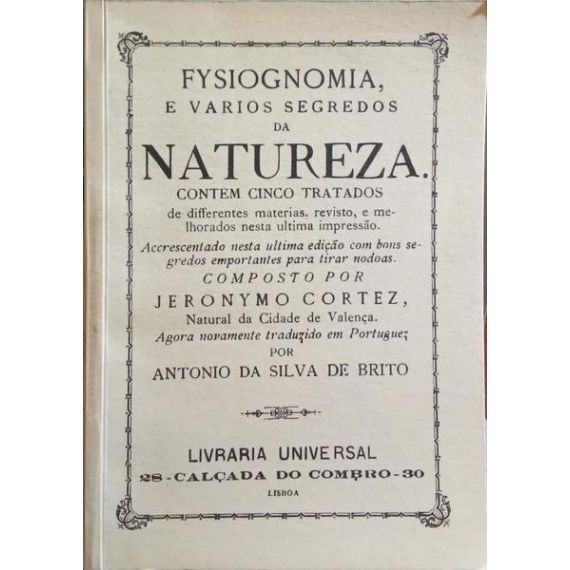 FYSIOGNOMIA,
E VARIOS SEGREDOS
DA
NATUREZA.
CONTEM CINCO TRATADOS
de differentes materias. revisto, e me-
lhorados nesta ultima impressão.
Accrescentado nesta ultima edição com bons se-
gredos emportantes para tirar nodoas.
COMPOSTO POR
JERONYMO CORTEZ,
Natural da Cidade de Valença.
Agora novamente traduzido em Portuguez
POR
ANTONIO DA SILVA DE BRITO
LIVRARIA UNIVERSAL
28-CALÇADA DO COMBRO-30
LISBOA